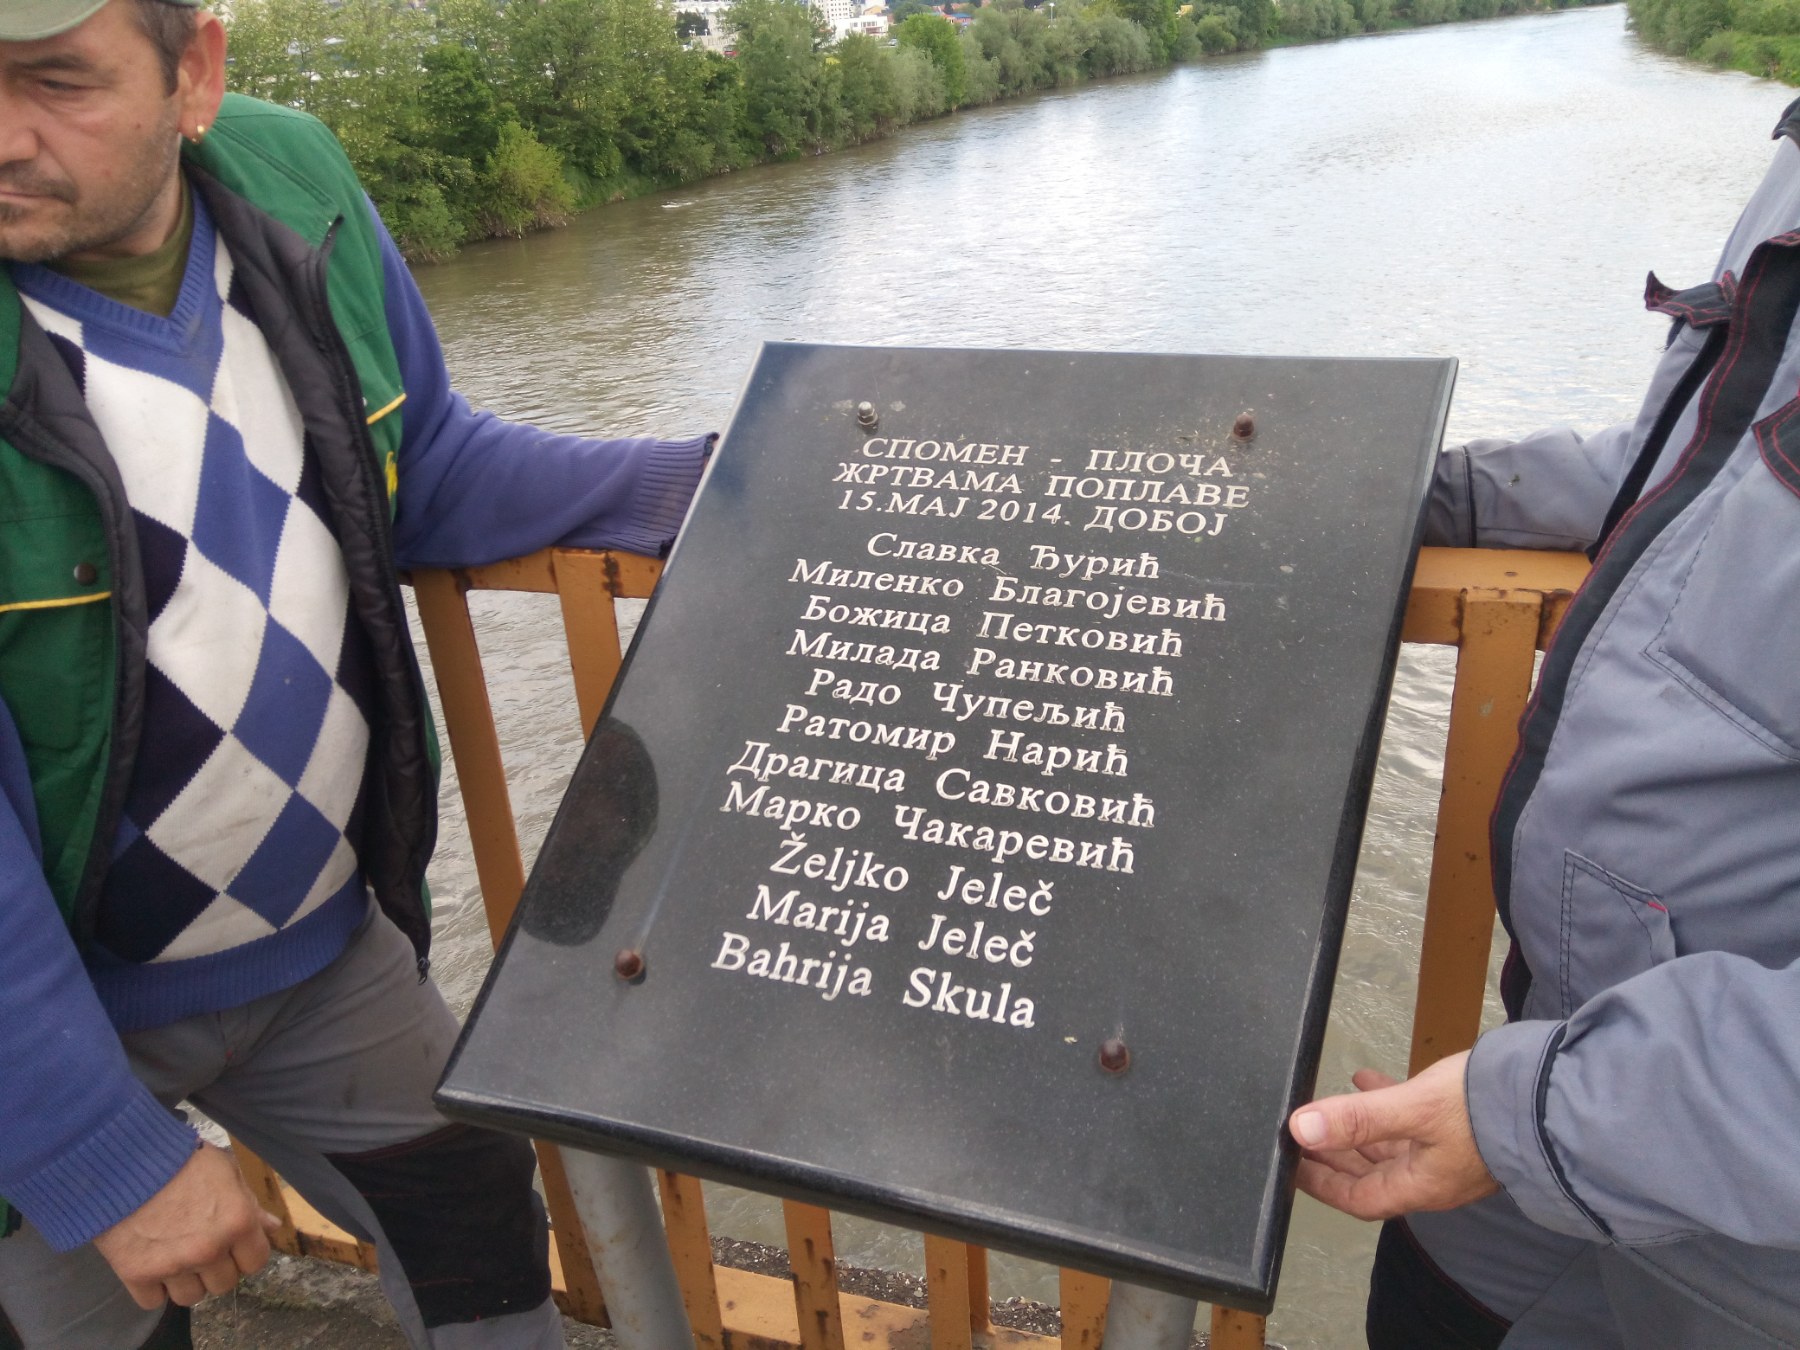 СПОМЕН - ПЛОЧА
ЖРТВАМА ПОПЛАВЕ
15.МАЈ 2014. ДОБОЈ
Славка Ђурић
Миленко Благојевић
Божица Петковић
Милада Ранковић
Радо Чупељић
Ратомир Нарић
Драгица Савковић
Марко Чакаревић
Željko Jeleč
Marija Jeleč
Bahrija Skula